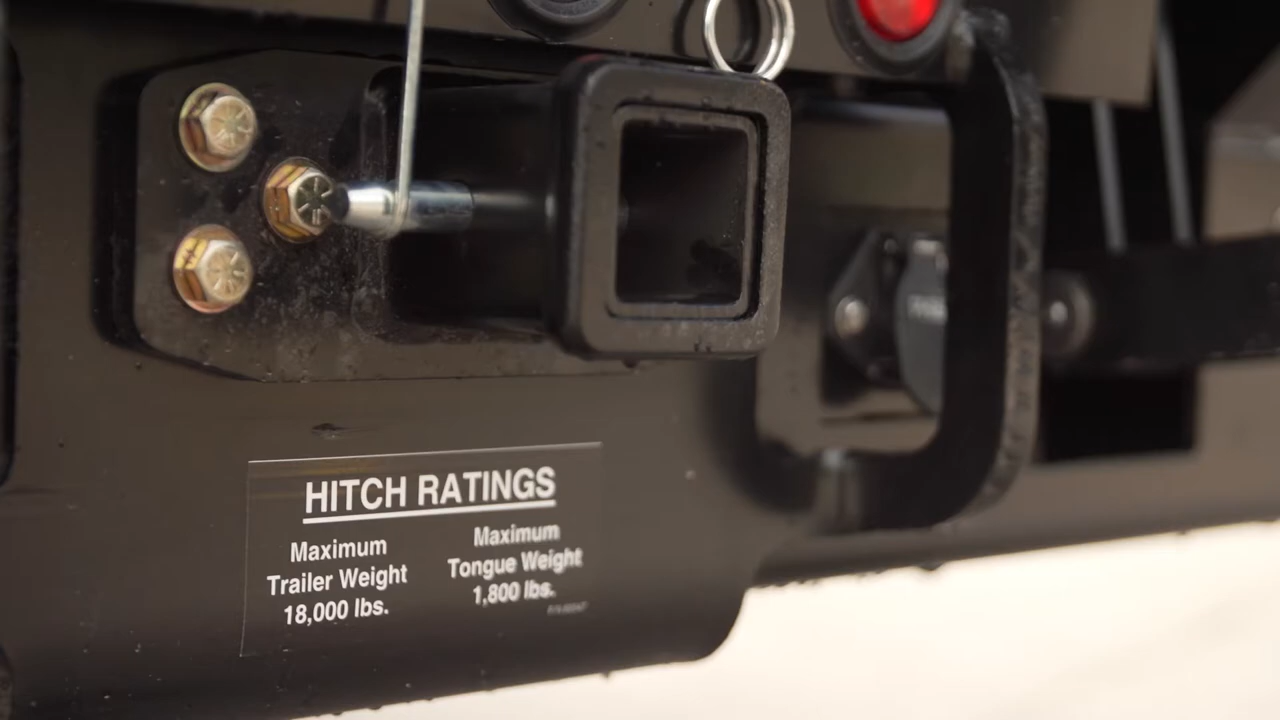 HITCH RATINGS
Maximum
Trailer Weight
18,000 lbs.
Maximum
Tongue Weight
1,800 lbs.